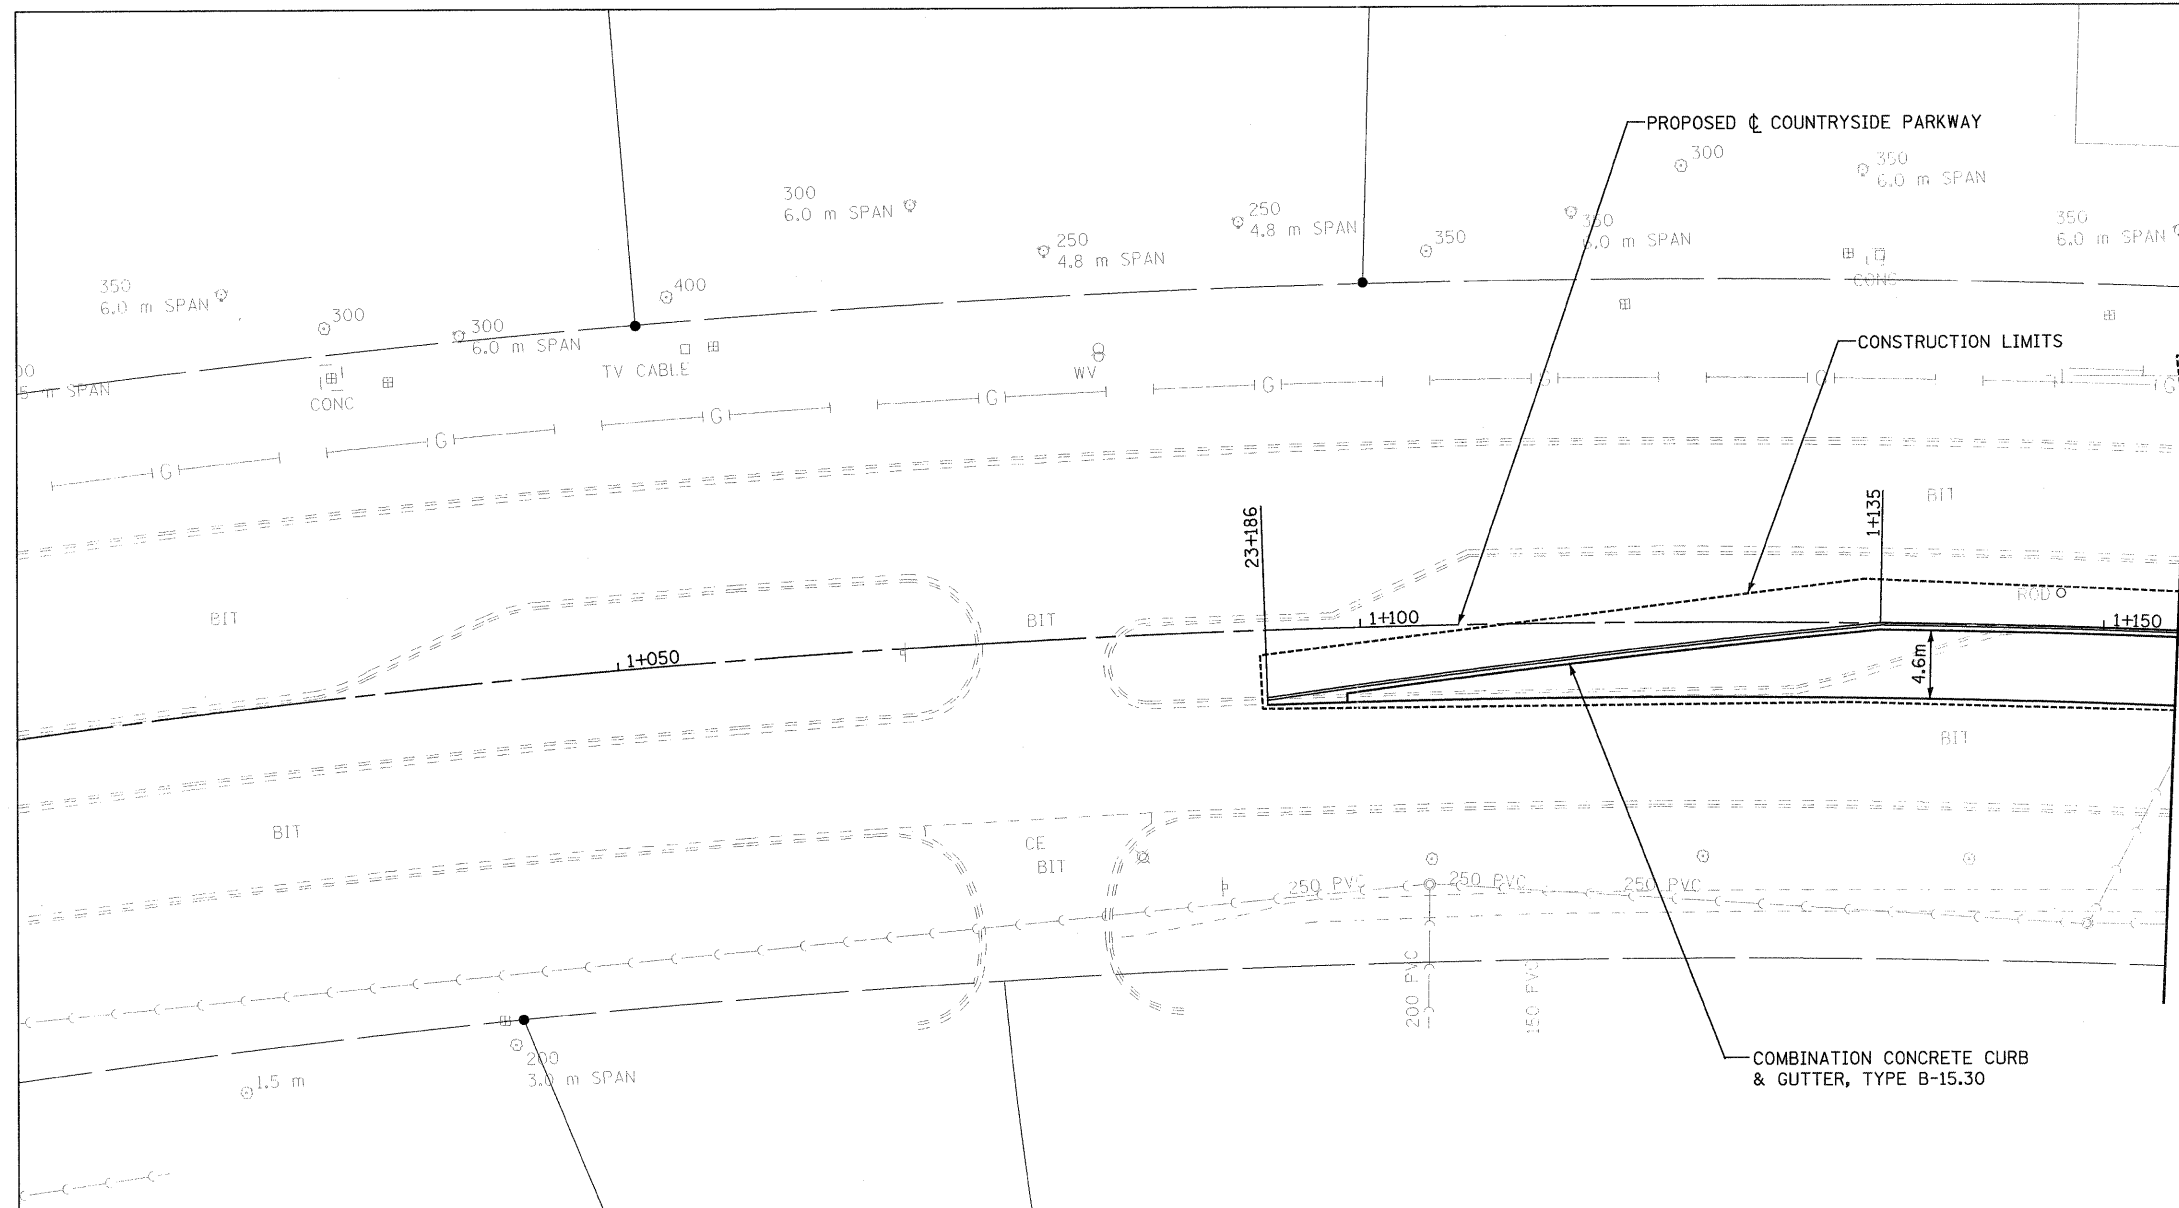 PROPOSED ℄ COUNTRYSIDE PARKWAY
300
350
6.0 m SPAN
300
6.0 m SPAN
250
4.8 m SPAN
350
6.0 m SPAN
350
6.0 m SPAN
250
4.8 m SPAN
350
350
6.0 m SPAN
400
300
300
6.0 m SPAN
CONSTRUCTION LIMITS
TV CABLE
WV
m SPAN
CONC
G
G
G
G
G
G
G
G
BIT
1+135
23+186
BIT
BIT
ROD
1+100
1+150
1+050
4.6m
BIT
BIT
CE
BIT
250 PVC
250 PVC
250 PVC
200 PVC
150 PVC
200
3.0 m SPAN
1.5 m
COMBINATION CONCRETE CURB
& GUTTER, TYPE B-15.30